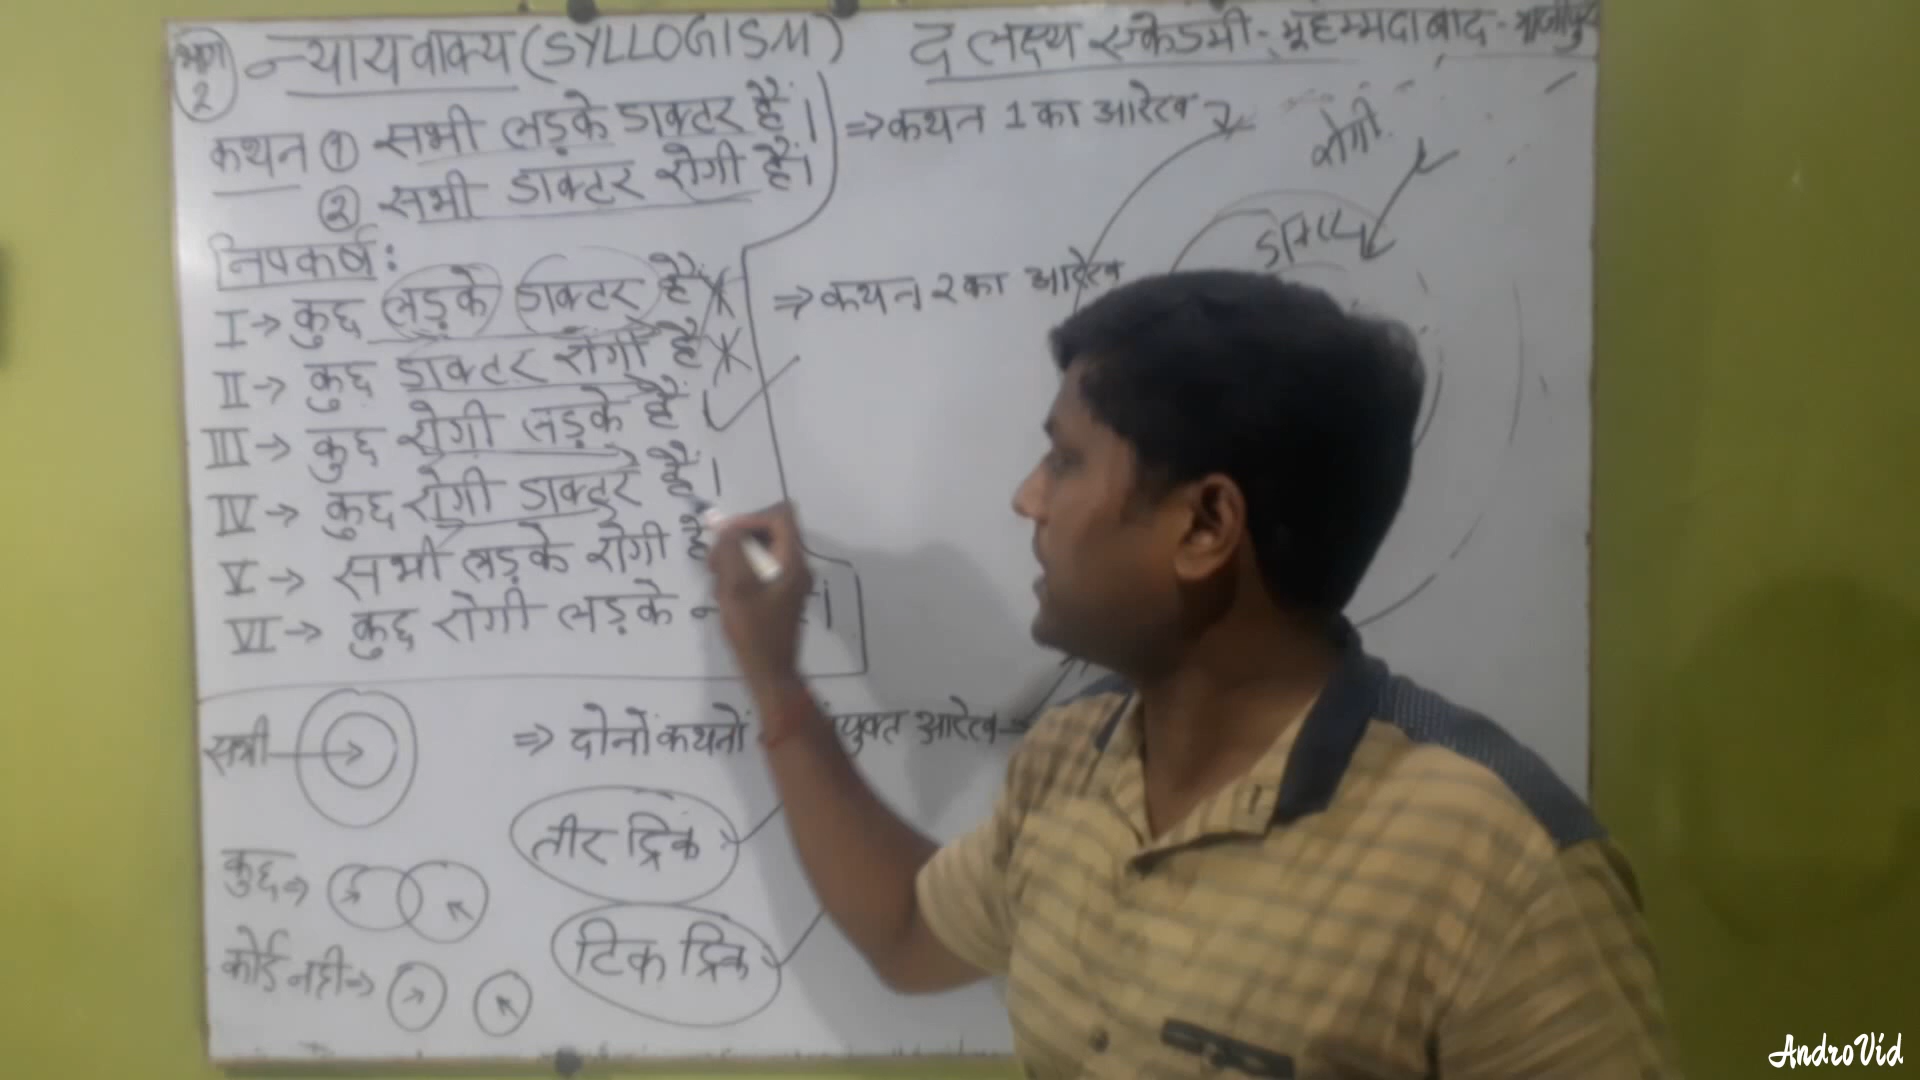 भाग 2
न्यायवाक्य (SYLLOGISM)
द लक्ष्य एकेडमी - मुहम्मदाबाद - गाजीपुर
कथन ① सभी लड़के डाक्टर हैं।
② सभी डाक्टर रोगी हैं।
निष्कर्ष:
I → कुछ लड़के डाक्टर हैं
II → कुछ डाक्टर रोगी हैं
III → कुछ रोगी लड़के हैं।
IV → कुछ रोगी डाक्टर हैं।
V → सभी लड़के रोगी हैं
VI → कुछ रोगी लड़के
⇒ कथन 1 का आरेख
⇒ कथन 2 का आरेख
रोगी
डाक्टर
सभी
⇒ दोनों कथनों आरेख →
कुछ ⇒
तीर ट्रिक
कोई नहीं ⇒
टिक ट्रिक
AndroVid